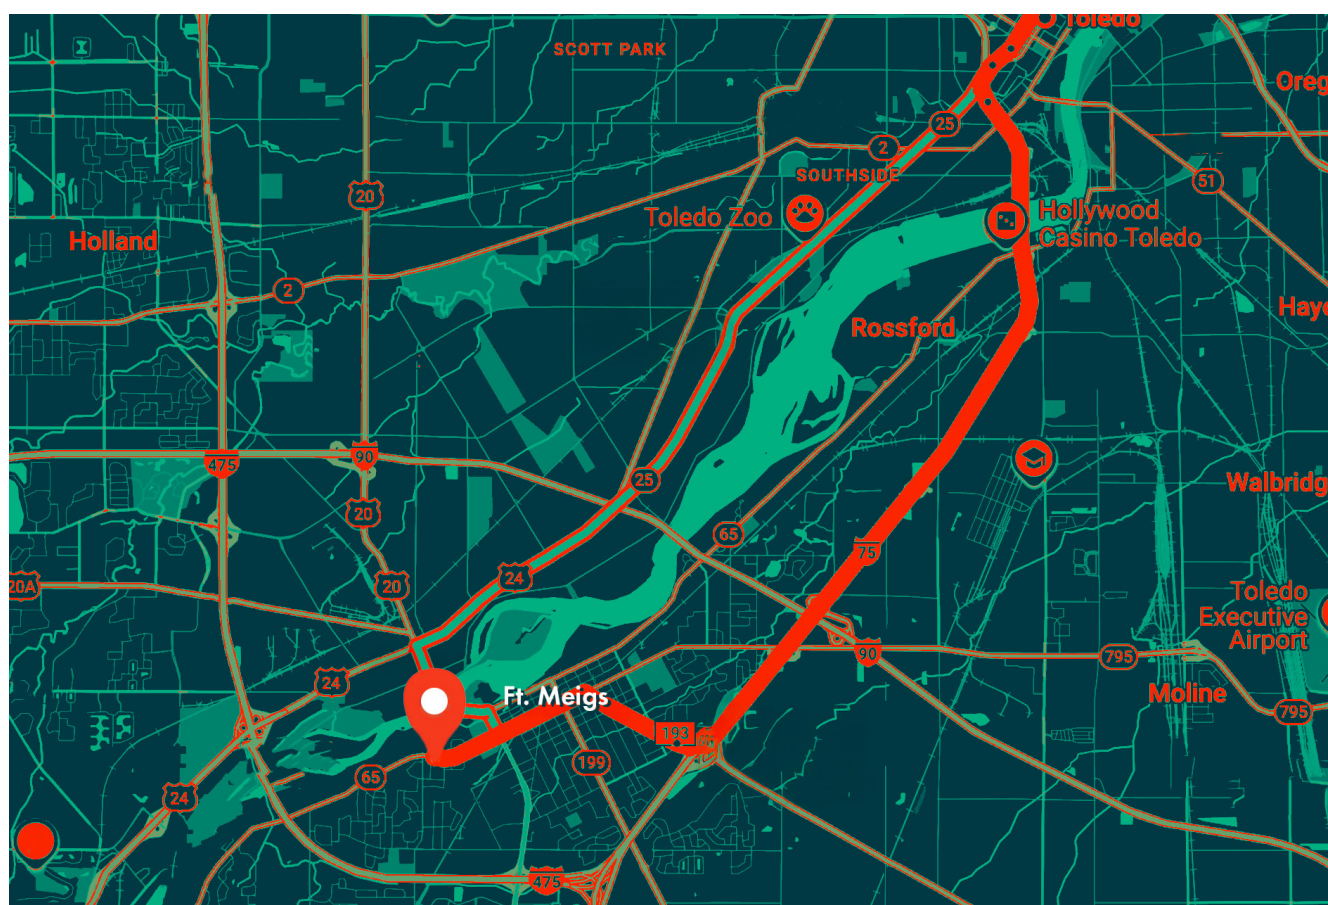 Toledo
SCOTT PARK
Oreg
25
2
SOUTHSIDE
51
20
Toledo Zoo
Hollywood
Casino Toledo
Holland
2
Haye
Rossford
475
90
25
Walbridg
20
65
75
20A
20
24
Toledo
Executive
Airport
90
795
24
Ft. Meigs
Moline
795
193
199
65
24
475